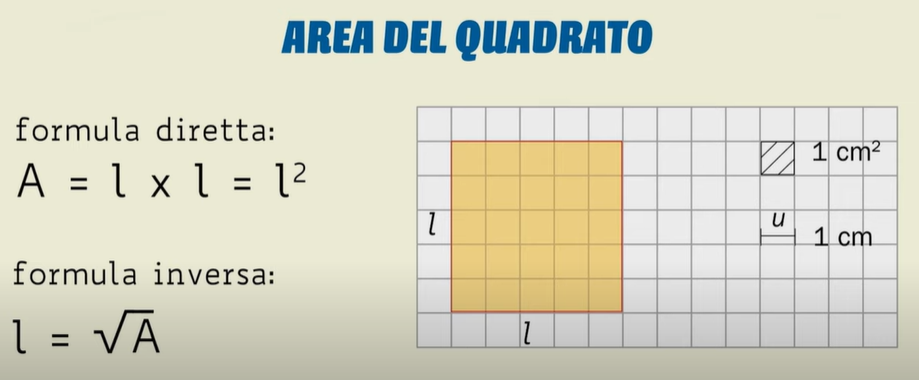 AREA DEL QUADRATO
formula diretta:
A = l x l = l²
formula inversa:
l = √A
l
l
1 cm²
u
1 cm